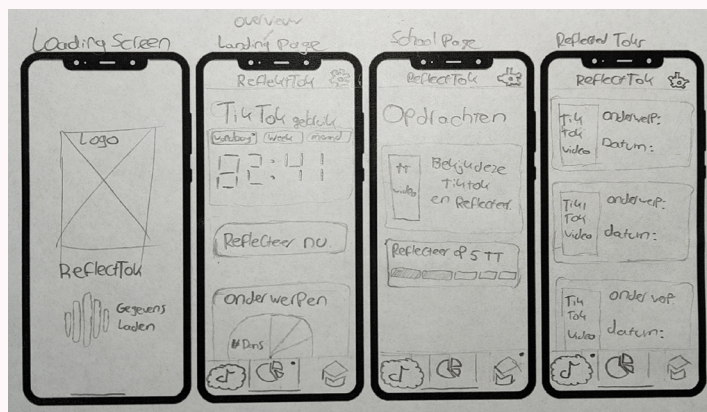 Loading Screen
Logo
ReflectTok
Gegevens
Laden
overview
Landing Page
ReflektTok
TikTok gebruik
vandaag
week
maand
02:41
Reflecteer nu
Onderwerpen
Dans
School Page
ReflectTok
Opdrachten
TT
video
Bekijk deze
TikTok
en Reflecteer
Reflecteer op 5 TT
Reflected Toks
ReflectTok
Tik
Tok
video
onderwerp:
Datum:
Tik
Tok
video
onderwerp:
datum:
Tik
Tok
video
onderwerp:
datum: